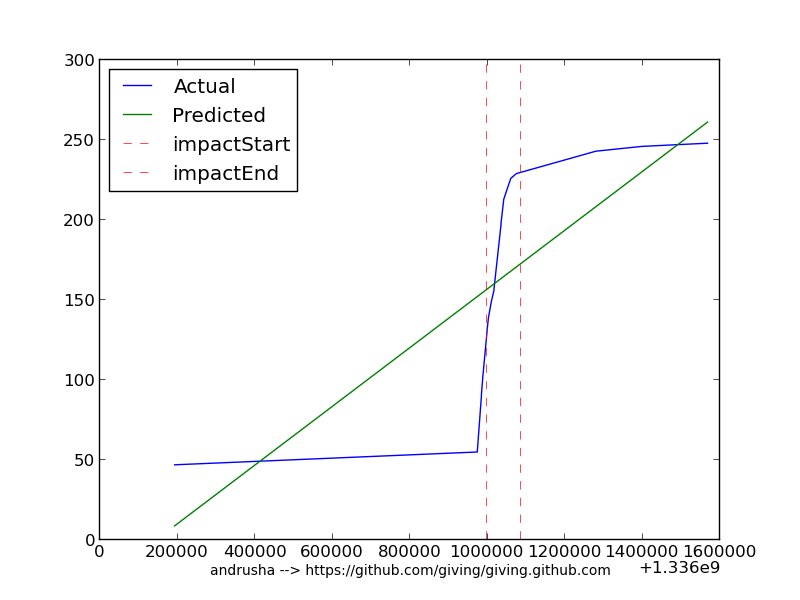 300
250
200
150
100
50
0
Actual
Predicted
impactStart
impactEnd
0 200000 400000 600000 800000 1000000 1200000 1400000 1600000
+1.336e9
andrusha --> https://github.com/giving/giving.github.com